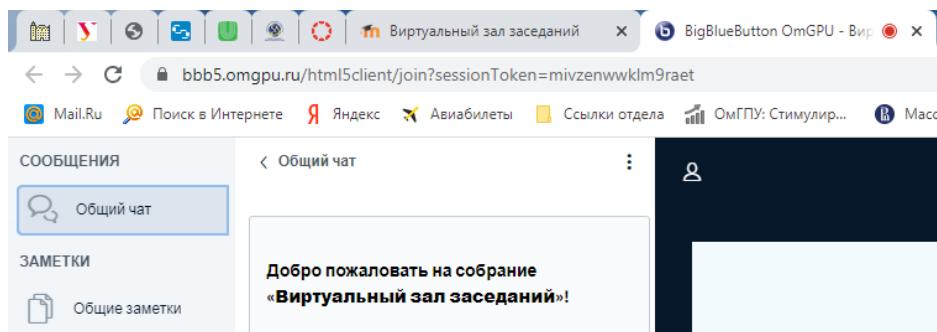 Виртуальный зал заседаний
BigBlueButton OmGPU - Вир
bbb5.omgpu.ru/html5client/join?sessionToken=mivzenwwklm9raet
Mail.Ru Поиск в Интернете Яндекс Авиабилеты Ссылки отдела ОмГПУ: Стимулир... Масс
СООБЩЕНИЯ
Общий чат
ЗАМЕТКИ
Общие заметки
Общий чат
Добро пожаловать на собрание
«Виртуальный зал заседаний»!